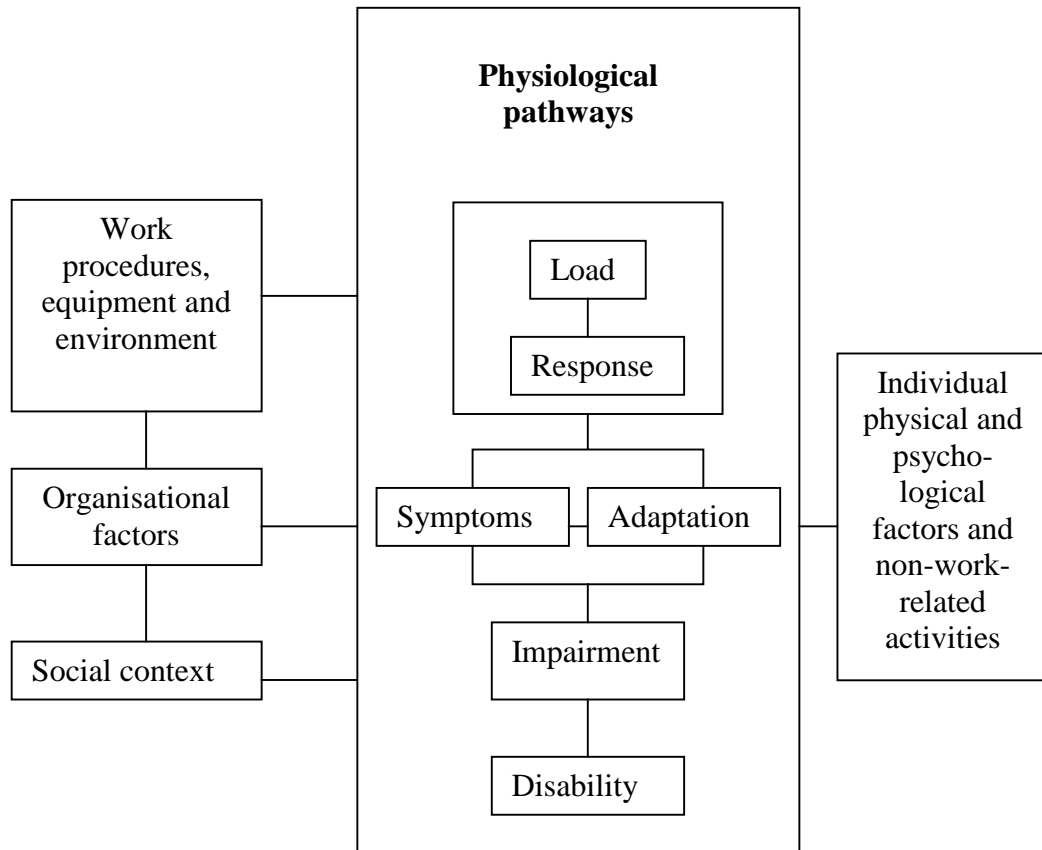 Physiological
pathways
Work
procedures,
equipment and
environment
Load
Response
Individual
physical and
psycho-
logical
factors and
non-work-
related
activities
Organisational
factors
Symptoms
Adaptation
Social context
Impairment
Disability